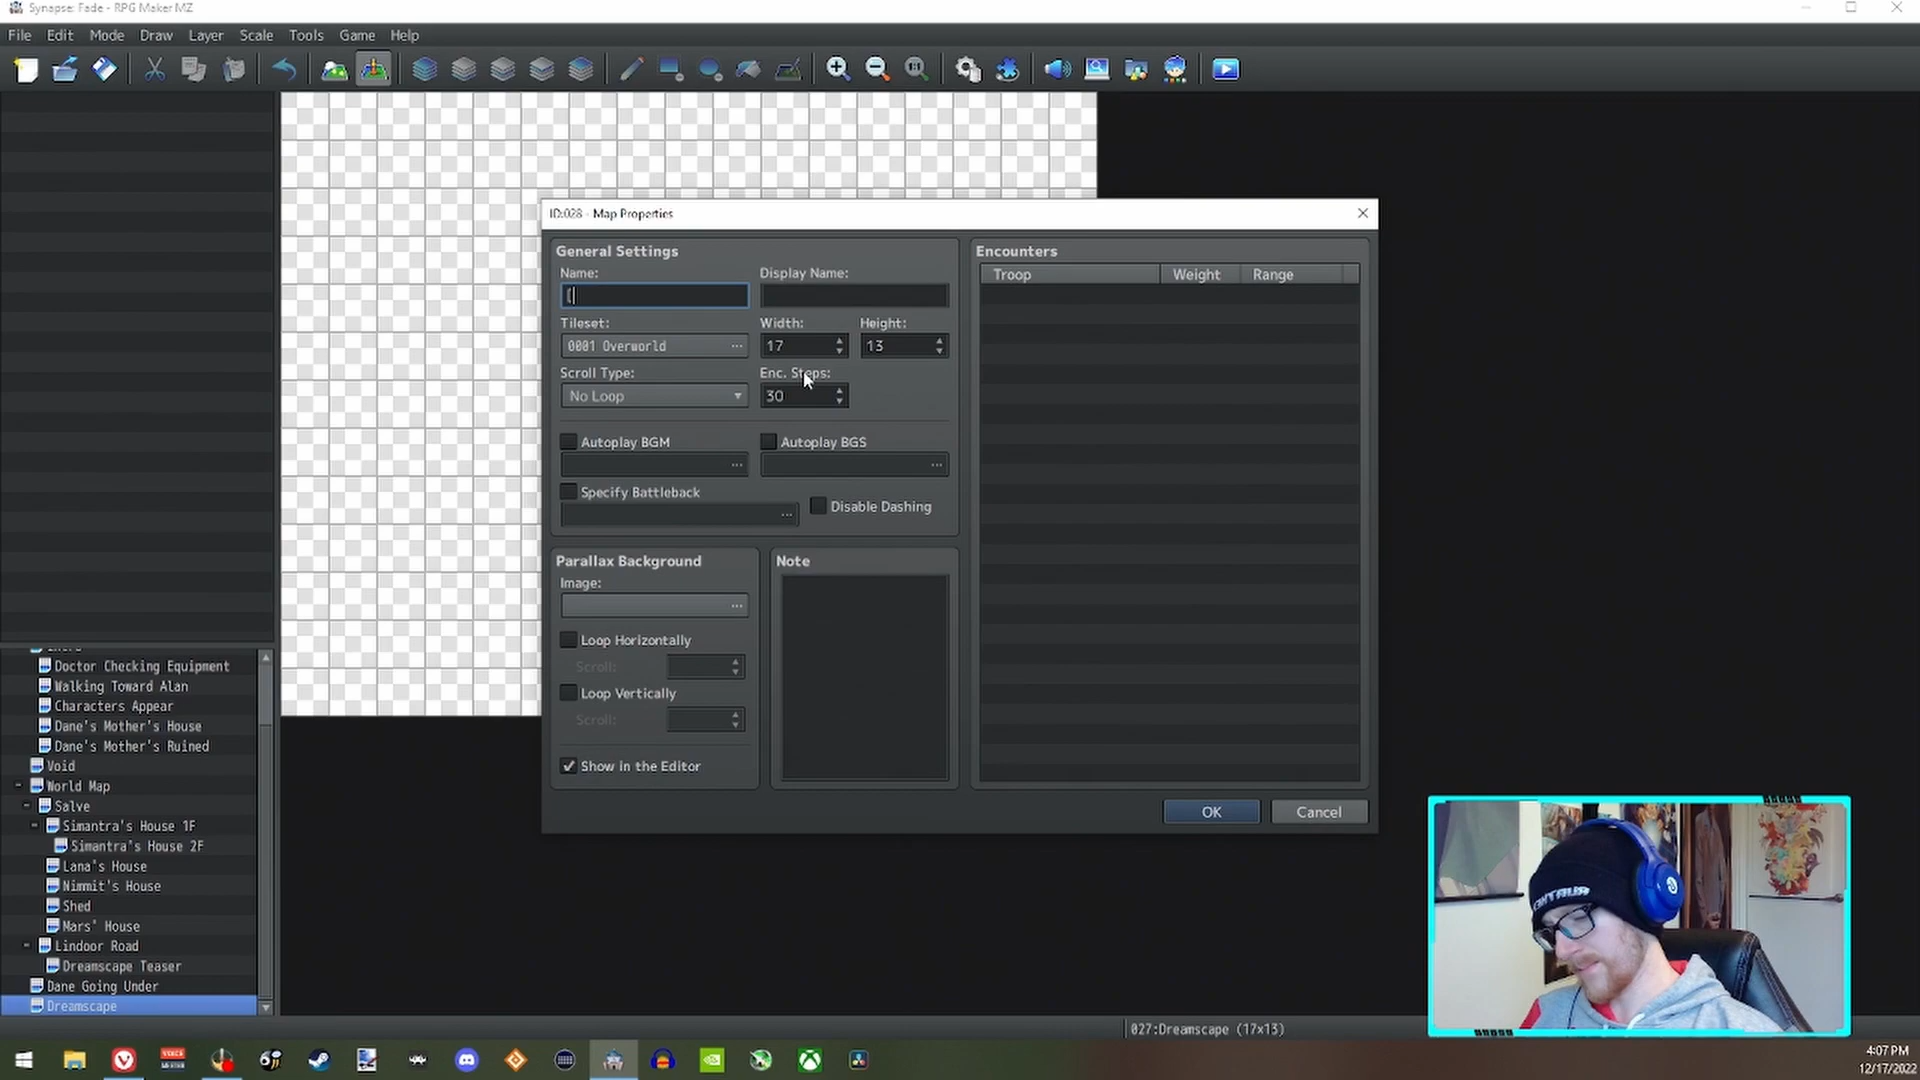 Synapse: Fade - RPG Maker MZ
File Edit Mode Draw Layer Scale Tools Game Help
ID:028 - Map Properties
General Settings
Name:
Display Name:
Tileset:
0001 Overworld
Width:
17
Height:
13
Scroll Type:
No Loop
Enc. Steps:
30
Autoplay BGM
Autoplay BGS
Specify Battleback
Disable Dashing
Parallax Background
Image:
Loop Horizontally
Scroll:
Loop Vertically
Scroll:
Show in the Editor
Note
Encounters
Troop Weight Range
OK
Cancel
Doctor Checking Equipment
Walking Toward Alan
Characters Appear
Dane's Mother's House
Dane's Mother's Ruined
Void
World Map
Salve
Simantra's House 1F
Simantra's House 2F
Lana's House
Nimmit's House
Shed
Mars' House
Lindoor Road
Dreamscape Teaser
Dane Going Under
Dreamscape
027:Dreamscape (17x13)
4:07 PM
12/17/2022